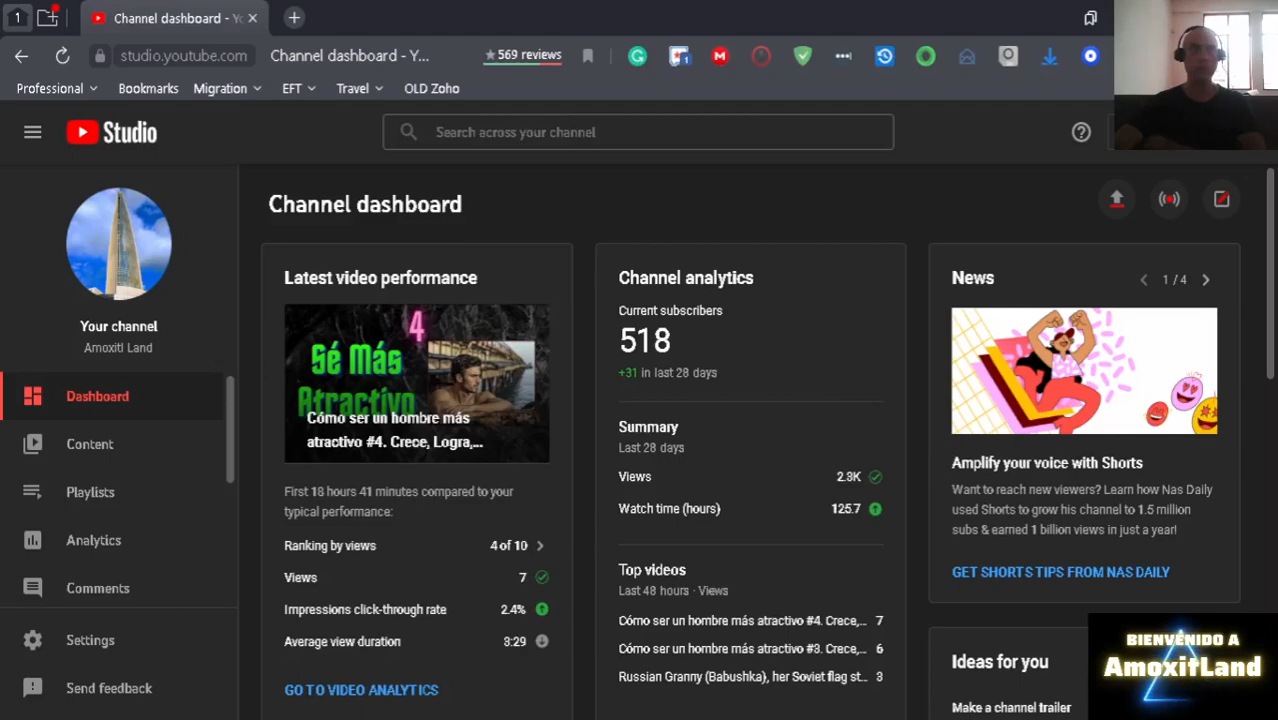 1
Channel dashboard - Yo
studio.youtube.com
Channel dashboard - Y...
★569 reviews
1
Professional
Bookmarks
Migration
EFT
Travel
OLD Zoho
Studio
Search across your channel
Your channel
Amoxitl Land
Dashboard
Content
Playlists
Analytics
Comments
Settings
Send feedback
Channel dashboard
Latest video performance
4
Sé Más
Atractivo
Cómo ser un hombre más
atractivo #4. Crece, Logra,...
First 18 hours 41 minutes compared to your
typical performance:
Ranking by views 4 of 10
Views 7
Impressions click-through rate 2.4%
Average view duration 3:29
GO TO VIDEO ANALYTICS
Channel analytics
Current subscribers
518
+31 in last 28 days
Summary
Last 28 days
Views 2.3K
Watch time (hours) 125.7
Top videos
Last 48 hours · Views
Cómo ser un hombre más atractivo #4. Crece,... 7
Cómo ser un hombre más atractivo #3. Crece,... 6
Russian Granny (Babushka), her Soviet flag st... 3
News
1 / 4
Amplify your voice with Shorts
Want to reach new viewers? Learn how Nas Daily
used Shorts to grow his channel to 1.5 million
subs & earned 1 billion views in just a year!
GET SHORTS TIPS FROM NAS DAILY
Ideas for you
Make a channel trailer
BIENVENIDO A
AmoxitLand